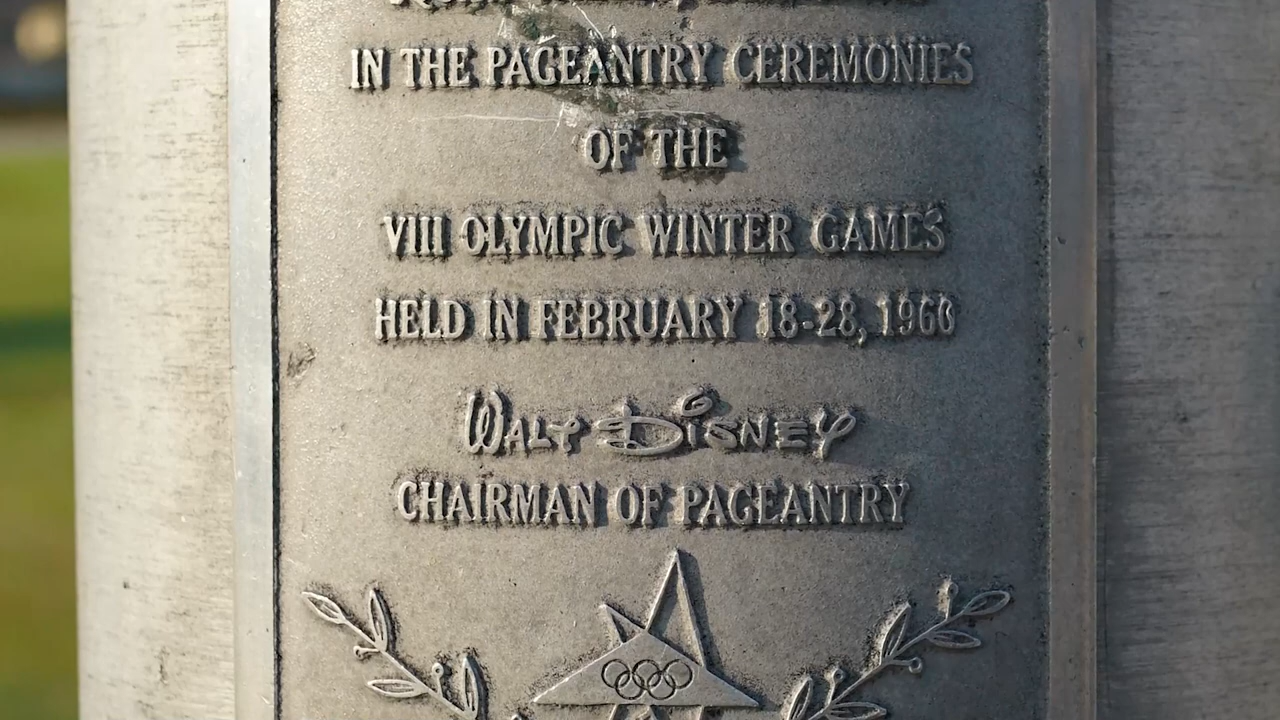 IN THE PAGEANTRY CEREMONIES
OF THE
VIII OLYMPIC WINTER GAMES
HELD IN FEBRUARY 18-28, 1960
WALT DISNEY
CHAIRMAN OF PAGEANTRY